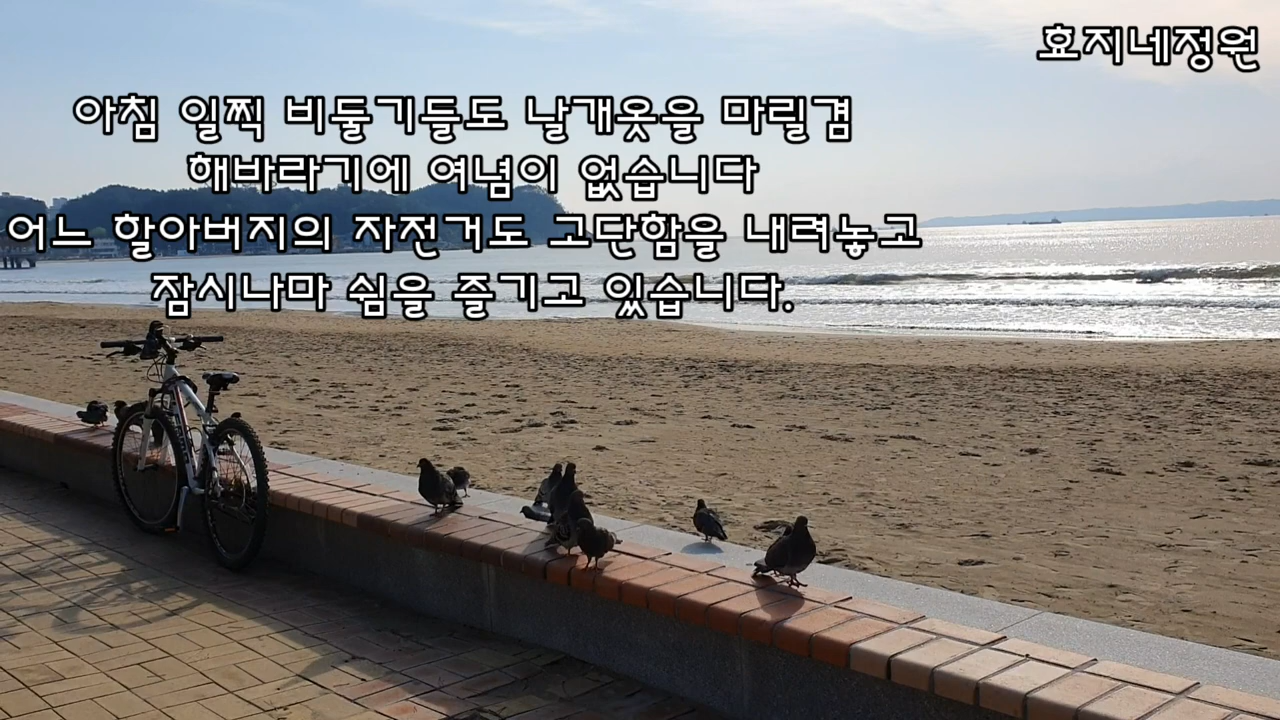 효지네정원
아침 일찍 비둘기들도 날개옷을 마릴겸
해바라기에 여념이 없습니다
어느 할아버지의 자전거도 고단함을 내려놓고
잠시나마 쉼을 즐기고 있습니다.